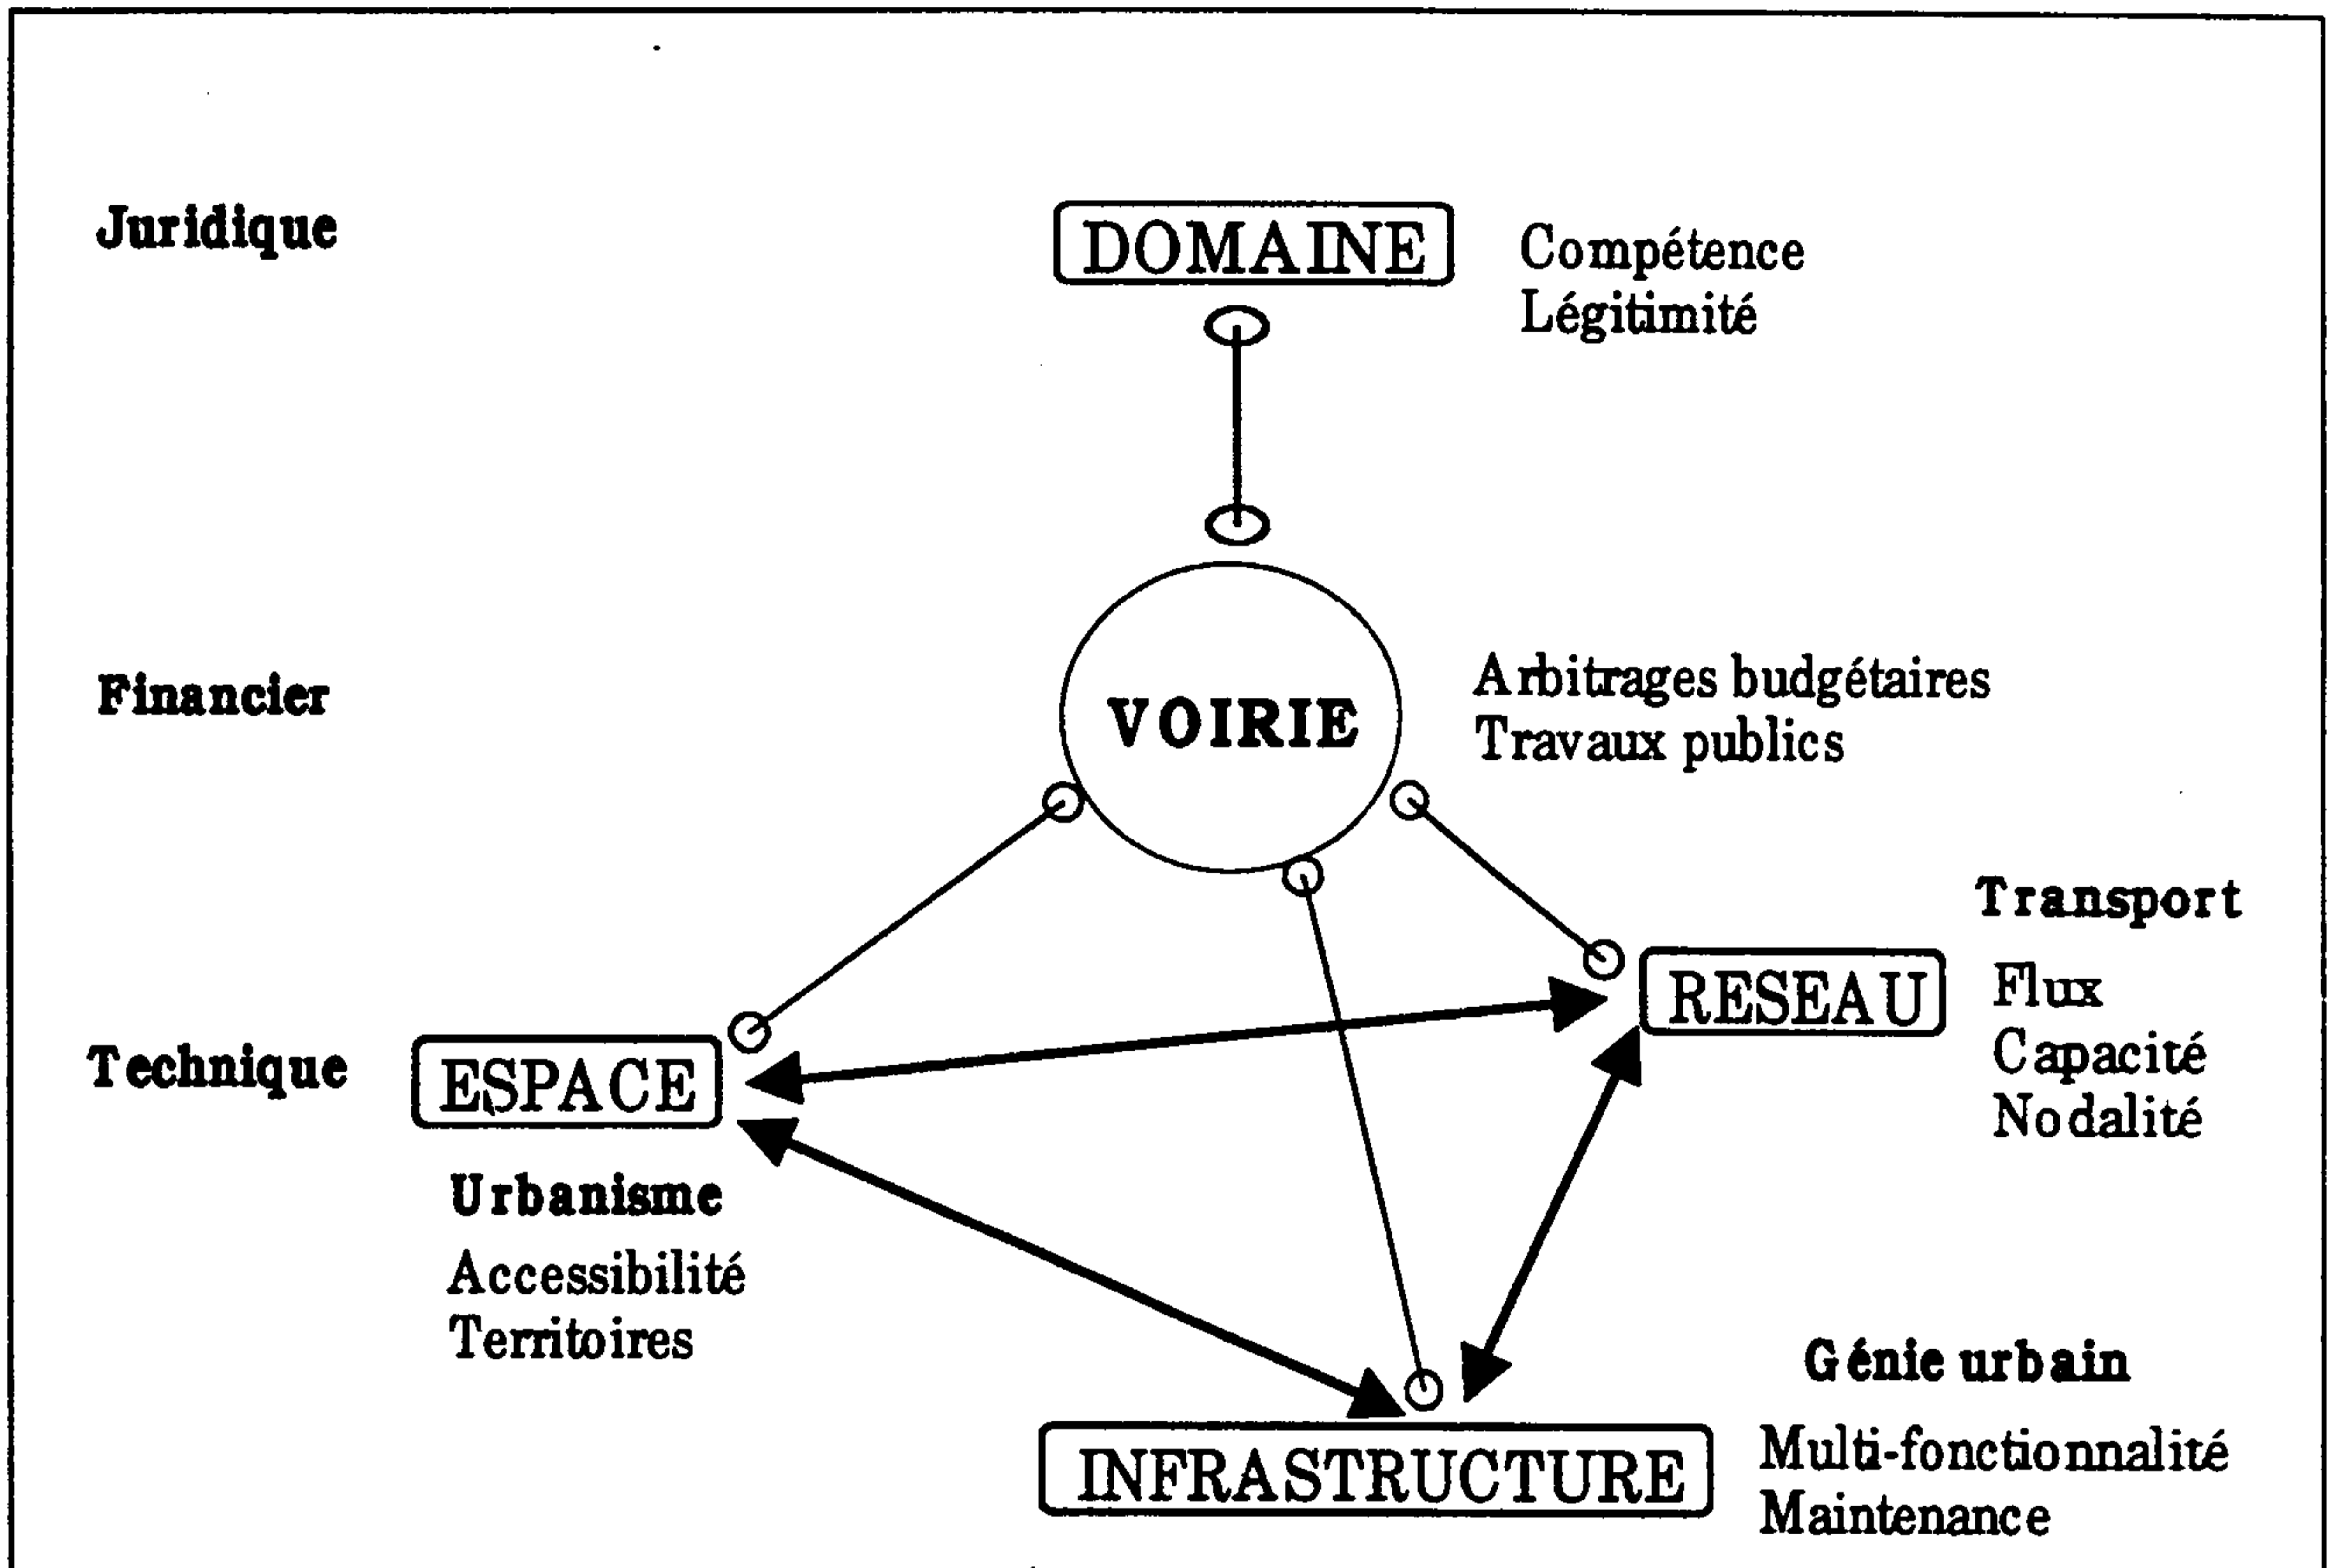 Juridique
DOMAINE
Compétence
Légitimité
Financier
VOIRIE
Arbitrages budgétaires
Travaux publics
Transport
RESEAU
Flux
Capacité
Nodalité
Technique
ESPACE
Urbanisme
Accessibilité
Territoires
Génie urbain
INFRASTRUCTURE
Multi-fonctionnalité
Maintenance